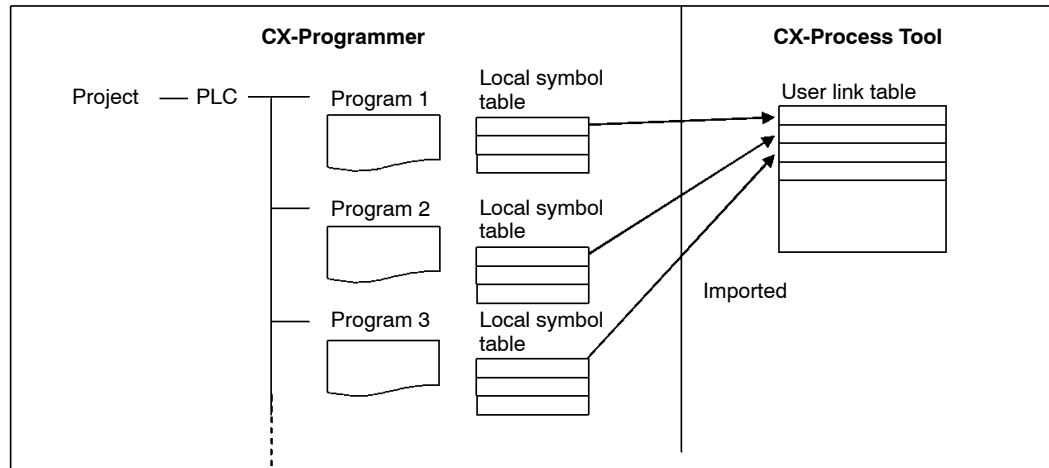 CX-Programmer
CX-Process Tool
Project
PLC
Program 1
Local symbol
table
User link table
Program 2
Local symbol
table
Imported
Program 3
Local symbol
table